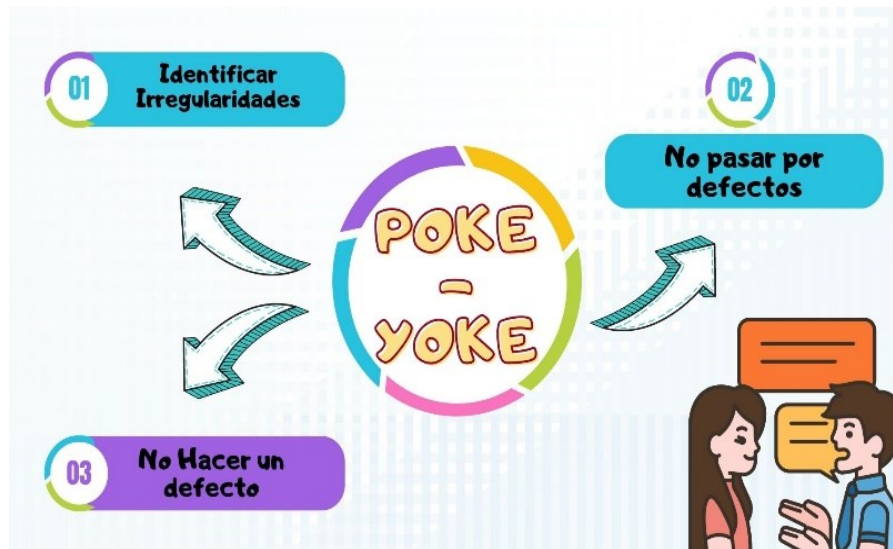 01
Identificar
Irregularidades
02
No pasar por
defectos
POKE
-
YOKE
03
No Hacer un
defecto